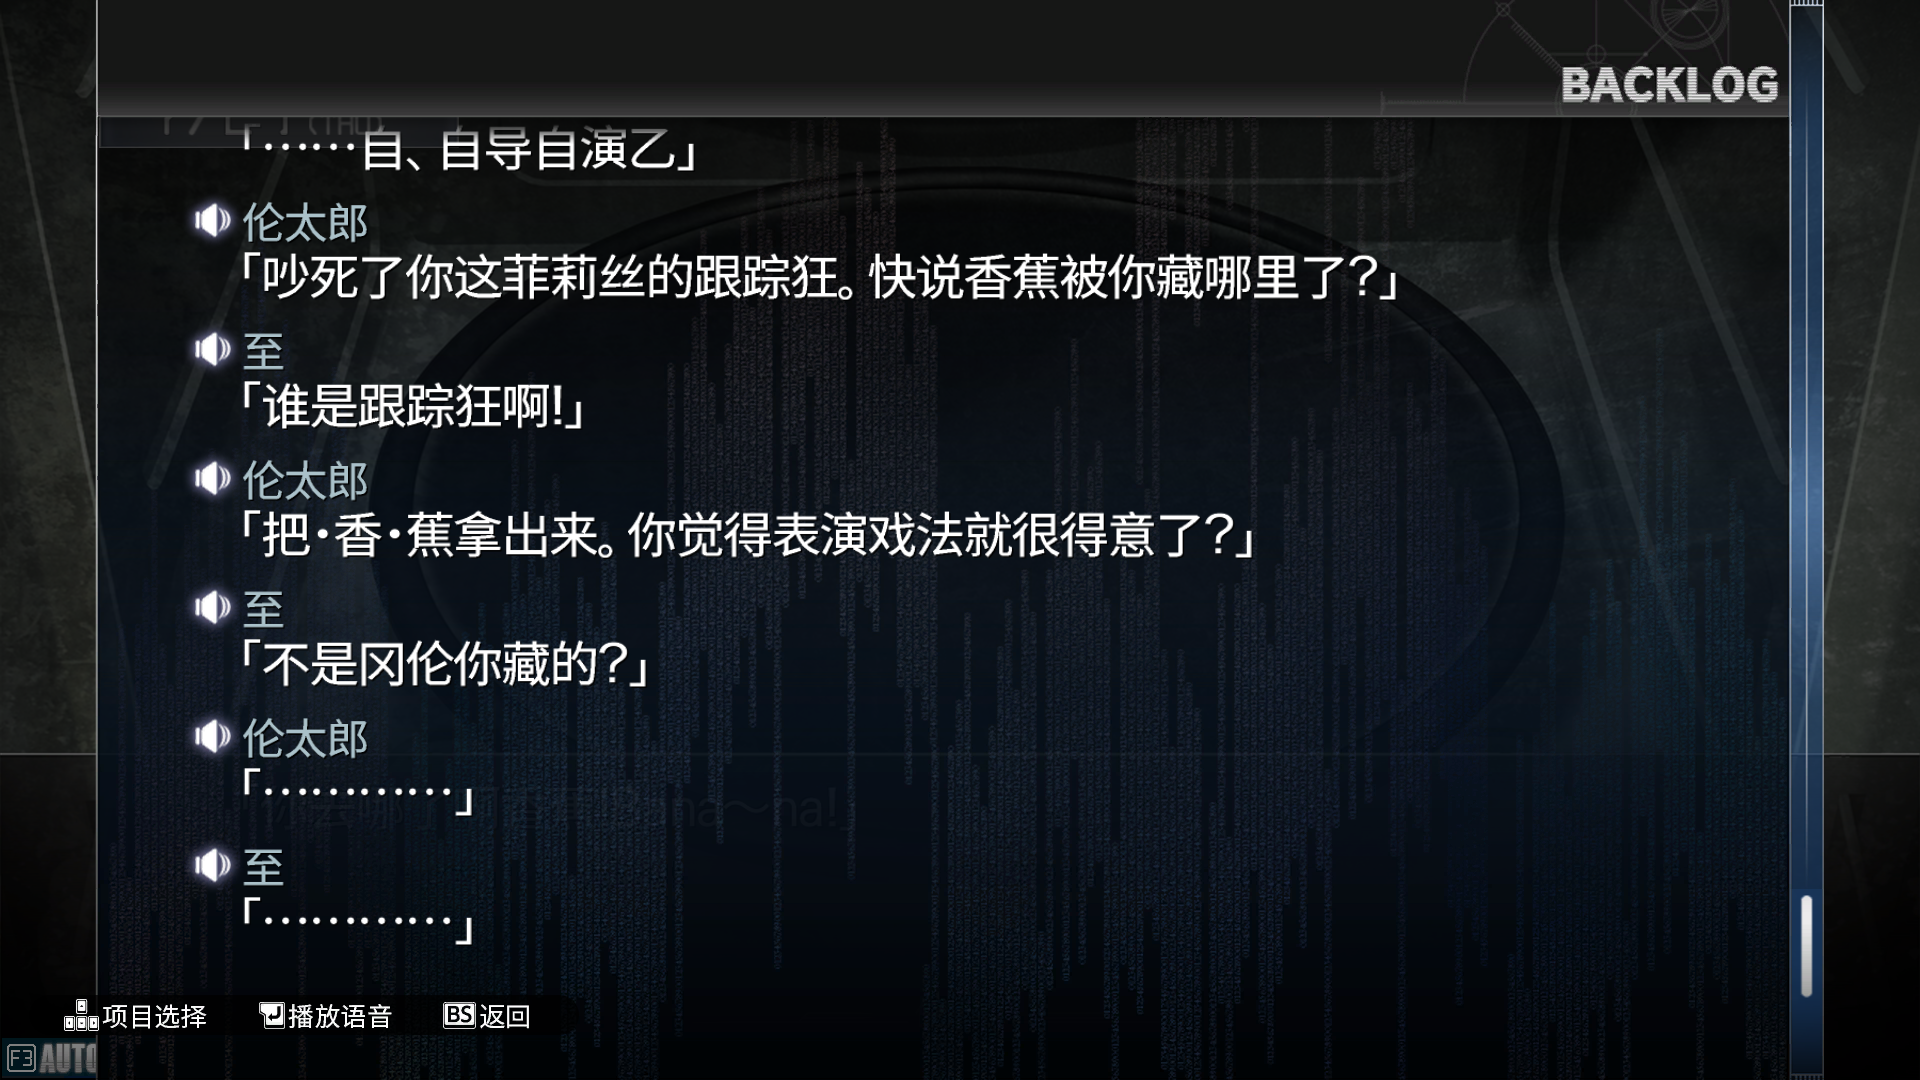 BACKLOG
「……自、自导自演乙」
伦太郎
「吵死了你这菲莉丝的跟踪狂。快说香蕉被你藏哪里了?」
至
「谁是跟踪狂啊!」
伦太郎
「把·香·蕉拿出来。你觉得表演戏法就很得意了?」
至
「不是冈伦你藏的?」
伦太郎
「…………」
至
「…………」
项目选择 播放语音 BS 返回
F3 AUTO